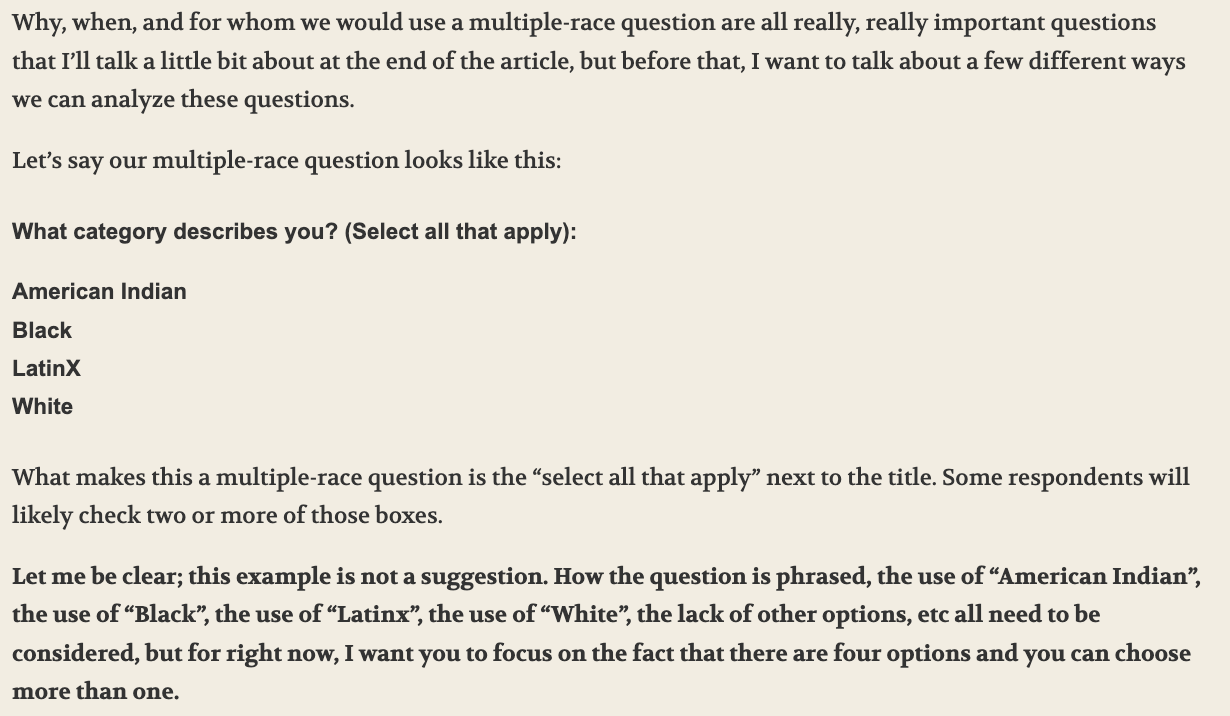 Why, when, and for whom we would use a multiple-race question are all really, really important questions
that I’ll talk a little bit about at the end of the article, but before that, I want to talk about a few different ways
we can analyze these questions.
Let’s say our multiple-race question looks like this:
What category describes you? (Select all that apply):
American Indian
Black
LatinX
White
What makes this a multiple-race question is the “select all that apply” next to the title. Some respondents will
likely check two or more of those boxes.
Let me be clear; this example is not a suggestion. How the question is phrased, the use of “American Indian”,
the use of “Black”, the use of “Latinx”, the use of “White”, the lack of other options, etc all need to be
considered, but for right now, I want you to focus on the fact that there are four options and you can choose
more than one.